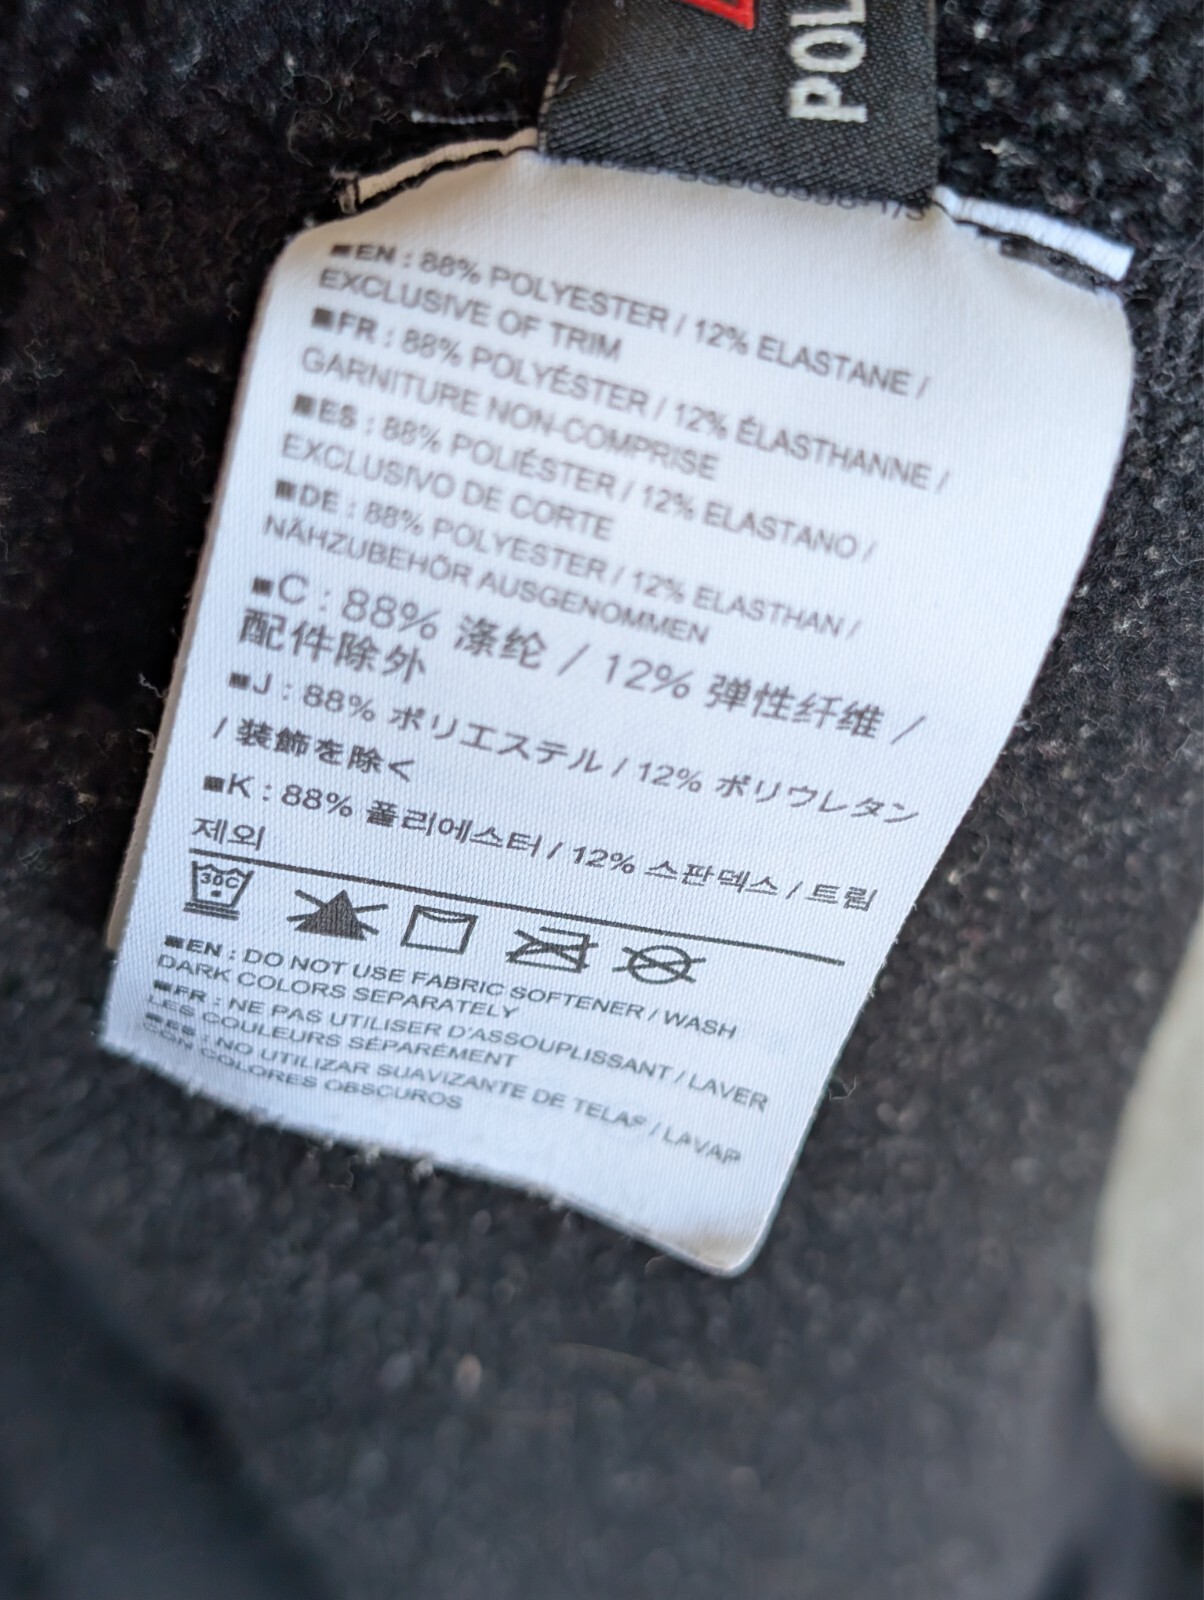 POL
■EN : 88% POLYESTER / 12% ELASTANE /
EXCLUSIVE OF TRIM
■FR : 88% POLYÉSTER / 12% ÉLASTHANNE /
GARNITURE NON-COMPRISE
■ES : 88% POLIÉSTER / 12% ELASTANO /
EXCLUSIVO DE CORTE
■DE : 88% POLYESTER / 12% ELASTHAN /
NÄHZUBEHÖR AUSGENOMMEN
■C : 88% 涤纶 / 12% 弹性纤维 /
配件除外
■J : 88% ポリエステル / 12% ポリウレタン
/ 装飾を除く
■K : 88% 폴리에스터 / 12% 스판덱스 / 트림
제외
30C
■EN : DO NOT USE FABRIC SOFTENER / WASH
DARK COLORS SEPARATELY
■FR : NE PAS UTILISER D'ASSOUPLISSANT / LAVER
LES COULEURS SÉPARÉMENT
■ES : NO UTILIZAR SUAVIZANTE DE TELAS / LAVAR
CON COLORES OBSCUROS